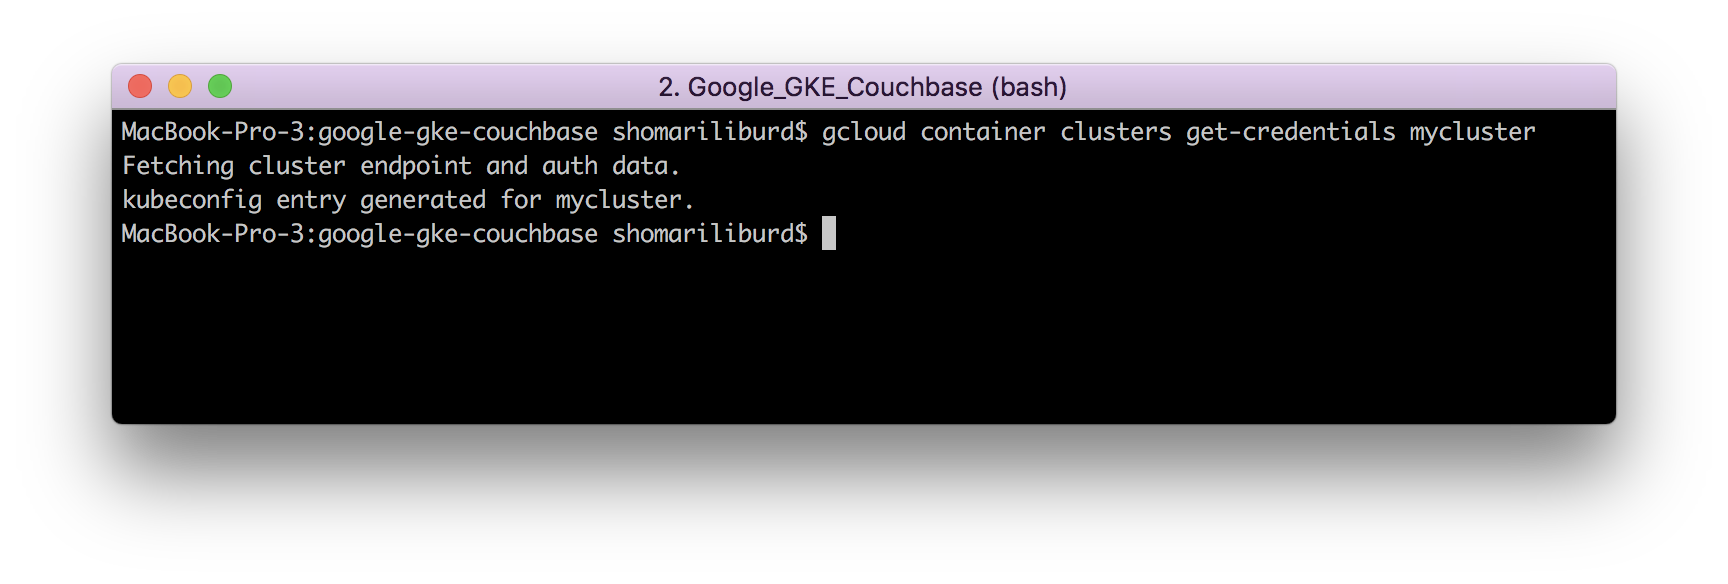 2. Google_GKE_Couchbase (bash)
MacBook-Pro-3:google-gke-couchbase shomariliburd$ gcloud container clusters get-credentials mycluster
Fetching cluster endpoint and auth data.
kubeconfig entry generated for mycluster.
MacBook-Pro-3:google-gke-couchbase shomariliburd$